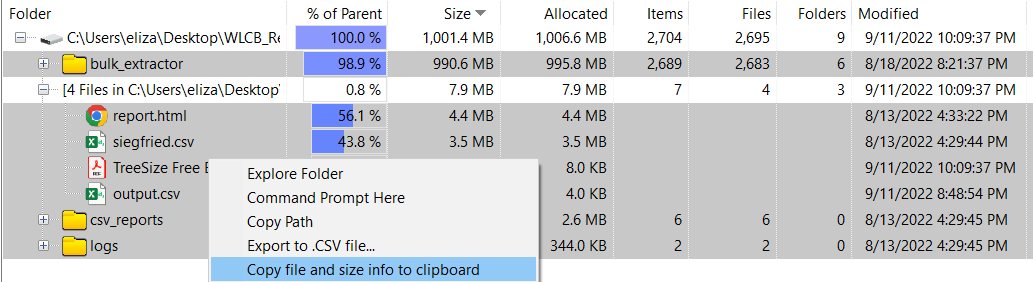 Folder % of Parent Size Allocated Items Files Folders Modified
C:\Users\eliza\Desktop\WLCB_Re 100.0 % 1,001.4 MB 1,006.6 MB 2,704 2,695 9 9/11/2022 10:09:37 PM
bulk_extractor 98.9 % 990.6 MB 995.8 MB 2,689 2,683 6 8/18/2022 8:21:37 PM
[4 Files in C:\Users\eliza\Desktop\ 0.8 % 7.9 MB 7.9 MB 7 4 3 9/11/2022 10:09:37 PM
report.html 56.1 % 4.4 MB 4.4 MB 8/13/2022 4:33:22 PM
siegfried.csv 43.8 % 3.5 MB 3.5 MB 8/13/2022 4:29:44 PM
TreeSize Free 8.0 KB 9/11/2022 10:09:37 PM
output.csv 4.0 KB 9/11/2022 8:48:54 PM
csv_reports 2.6 MB 6 6 0 8/13/2022 4:29:45 PM
logs 344.0 KB 2 2 0 8/13/2022 4:29:45 PM
Explore Folder
Command Prompt Here
Copy Path
Export to .CSV file...
Copy file and size info to clipboard